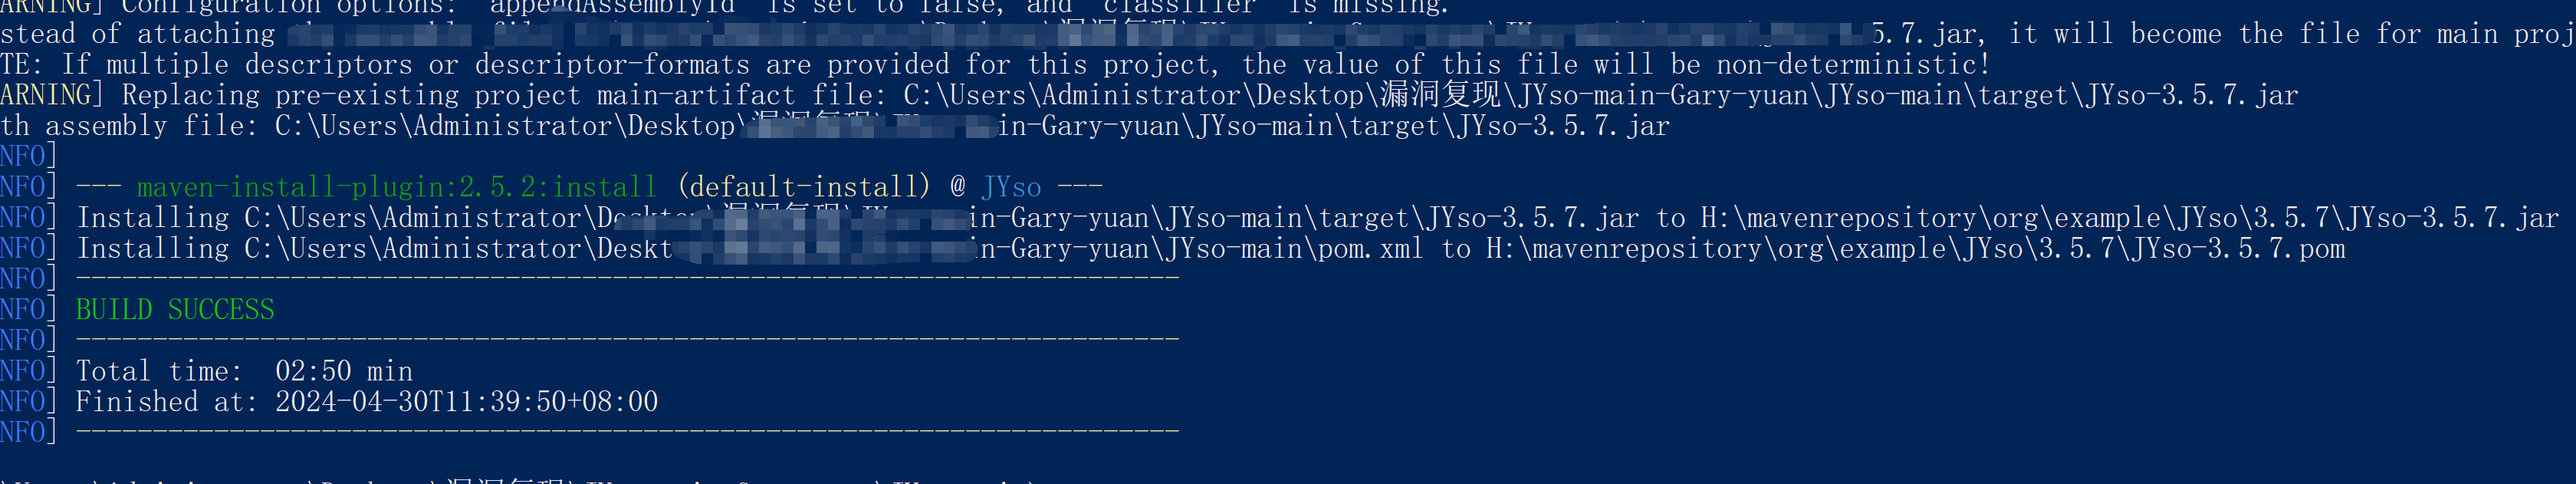 ARNING] Configuration options: 'appendAssemblyId' is set to false, and 'classifier' is missing.
stead of attaching 5.7.jar, it will become the file for main proj
TE: If multiple descriptors or descriptor-formats are provided for this project, the value of this file will be non-deterministic!
ARNING] Replacing pre-existing project main-artifact file: C:\Users\Administrator\Desktop\漏洞复现\JYso-main-Gary-yuan\JYso-main\target\JYso-3.5.7.jar
th assembly file: C:\Users\Administrator\Desktop\ in-Gary-yuan\JYso-main\target\JYso-3.5.7.jar
NFO]
NFO] --- maven-install-plugin:2.5.2:install (default-install) @ JYso ---
NFO] Installing C:\Users\Administrator\Desktop\ in-Gary-yuan\JYso-main\target\JYso-3.5.7.jar to H:\mavenrepository\org\example\JYso\3.5.7\JYso-3.5.7.jar
NFO] Installing C:\Users\Administrator\Deskt in-Gary-yuan\JYso-main\pom.xml to H:\mavenrepository\org\example\JYso\3.5.7\JYso-3.5.7.pom
NFO] ------------------------------------------------------------------------
NFO] BUILD SUCCESS
NFO] ------------------------------------------------------------------------
NFO] Total time:  02:50 min
NFO] Finished at: 2024-04-30T11:39:50+08:00
NFO] ------------------------------------------------------------------------